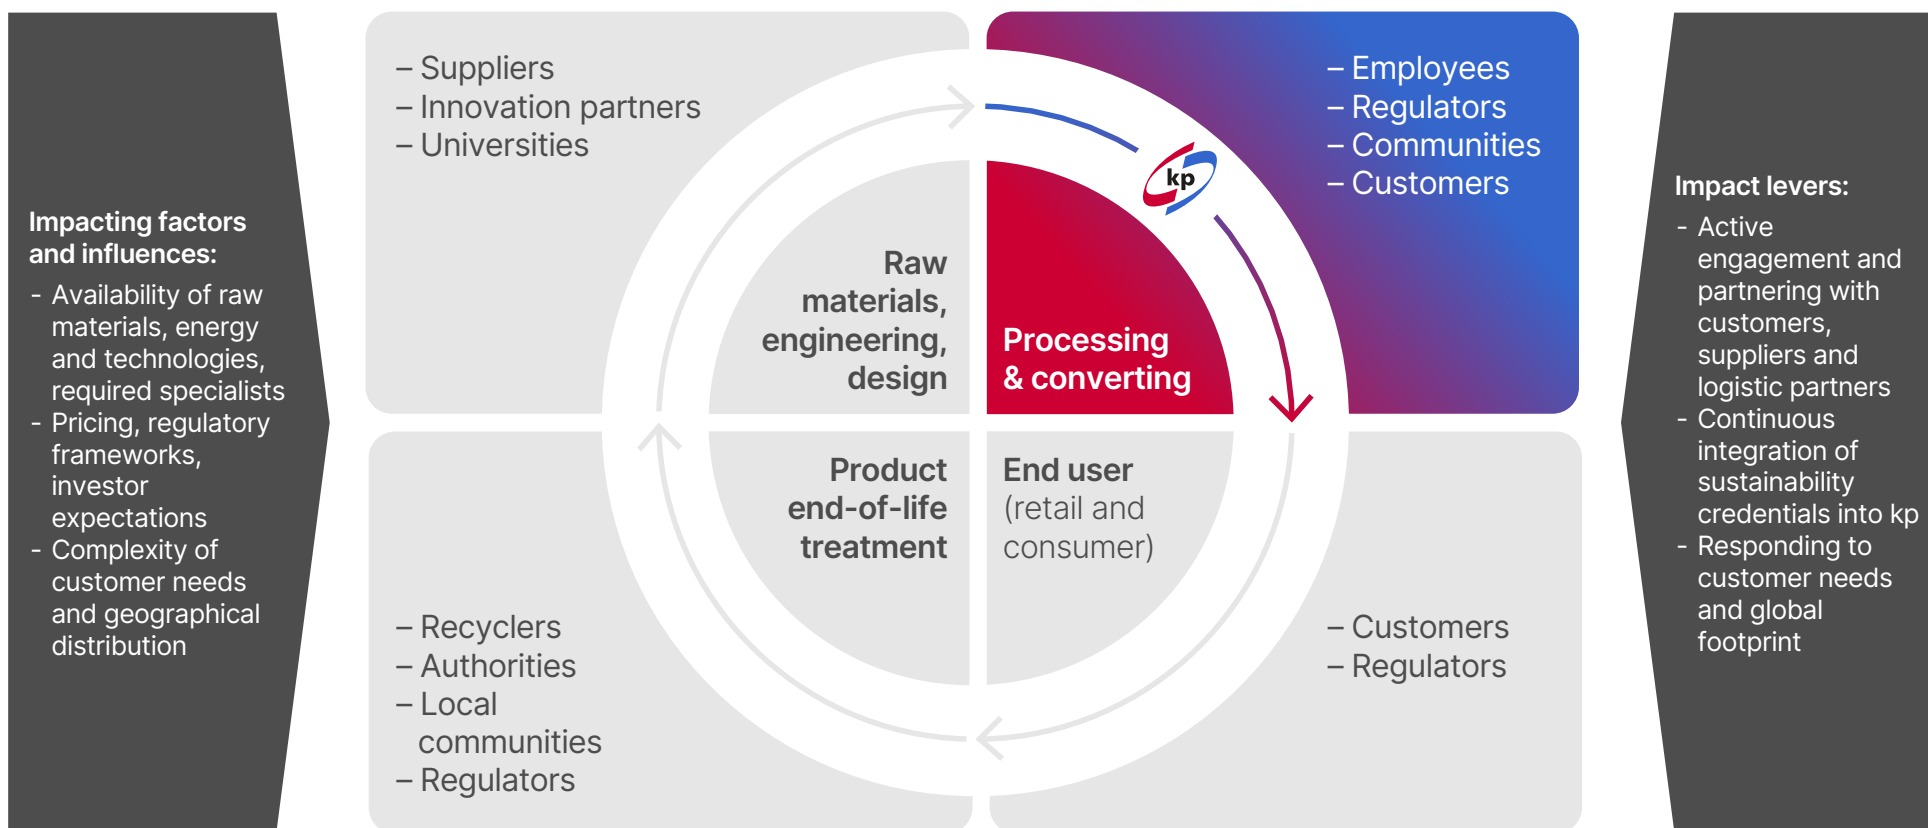 Impacting factors
and influences:
- Availability of raw
materials, energy
and technologies,
required specialists
- Pricing, regulatory
frameworks,
investor
expectations
- Complexity of
customer needs
and geographical
distribution
– Suppliers
– Innovation partners
– Universities
Raw
materials,
engineering,
design
kp
Processing
& converting
– Employees
– Regulators
– Communities
– Customers
Product
end-of-life
treatment
– Recyclers
– Authorities
– Local
communities
– Regulators
End user
(retail and
consumer)
– Customers
– Regulators
Impact levers:
- Active
engagement and
partnering with
customers,
suppliers and
logistic partners
- Continuous
integration of
sustainability
credentials into kp
- Responding to
customer needs
and global
footprint